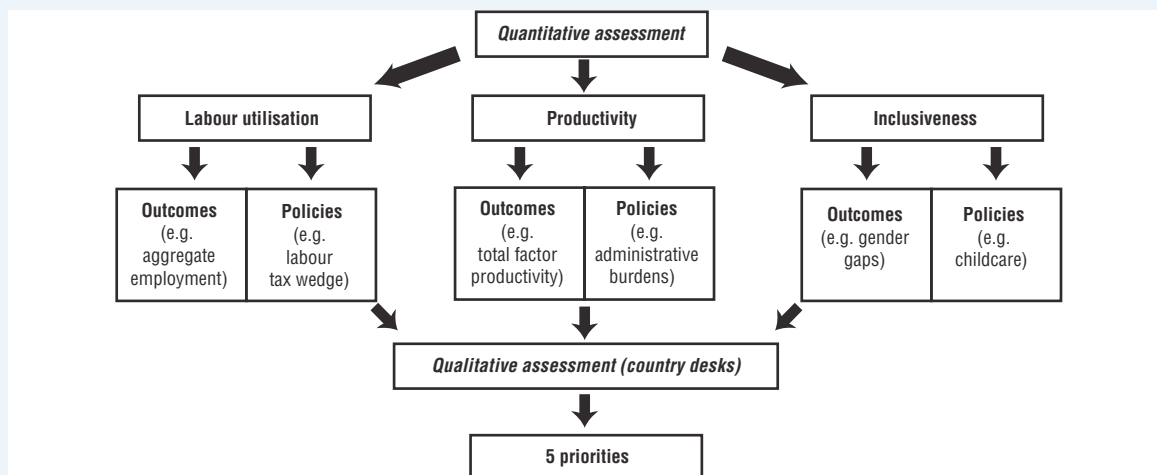 Quantitative assessment
Labour utilisation
Productivity
Inclusiveness
Outcomes
(e.g.
aggregate
employment)
Policies
(e.g.
labour
tax wedge)
Outcomes
(e.g.
total factor
productivity)
Policies
(e.g.
administrative
burdens)
Outcomes
(e.g. gender
gaps)
Policies
(e.g.
childcare)
Qualitative assessment (country desks)
5 priorities